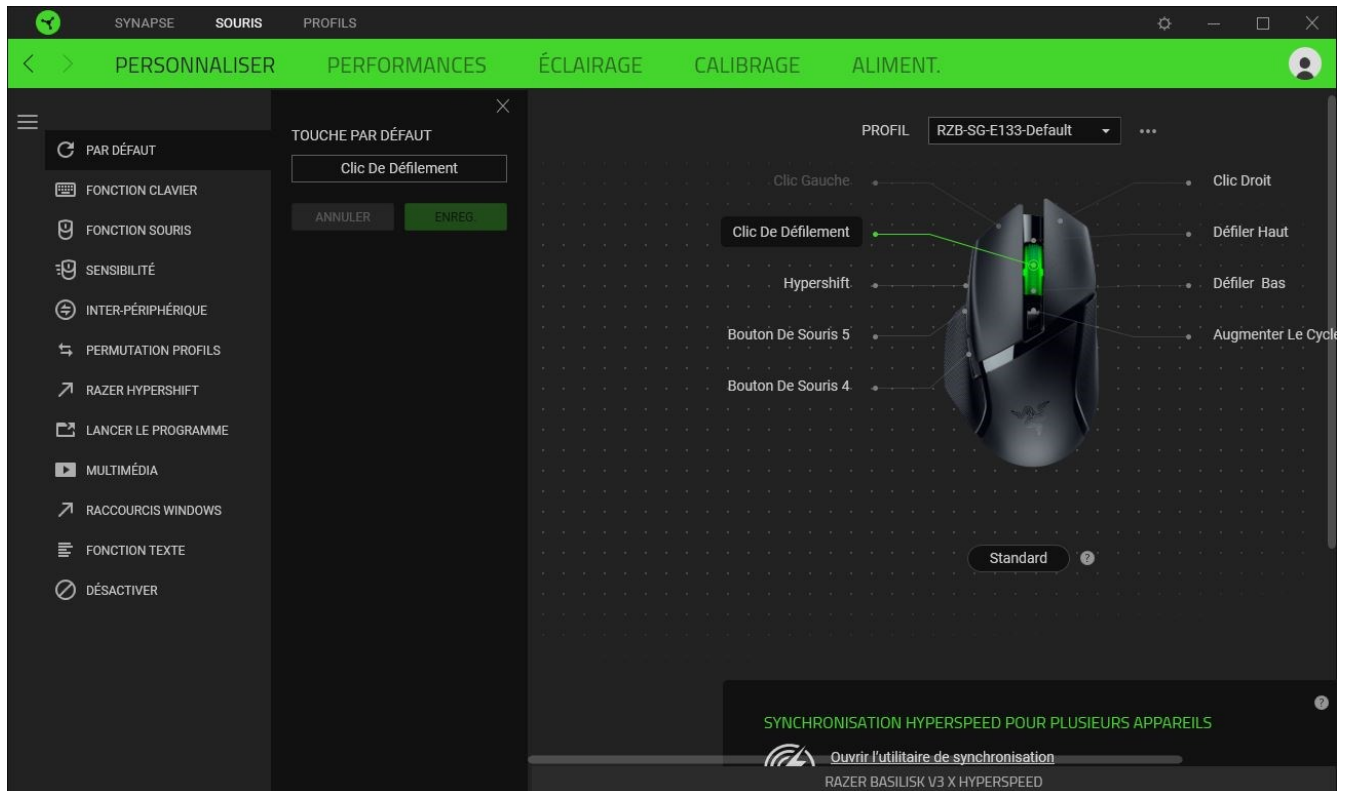 SYNAPSE SOURIS PROFILS
PERSONNALISER PERFORMANCES ÉCLAIRAGE CALIBRAGE ALIMENT.
PAR DÉFAUT
FONCTION CLAVIER
FONCTION SOURIS
SENSIBILITÉ
INTER-PÉRIPHÉRIQUE
PERMUTATION PROFILS
RAZER HYPERSHIFT
LANCER LE PROGRAMME
MULTIMÉDIA
RACCOURCIS WINDOWS
FONCTION TEXTE
DÉSACTIVER
TOUCHE PAR DÉFAUT
Clic De Défilement
ANNULER ENREG.
PROFIL RZB-SG-E133-Default
Clic Gauche
Clic De Défilement
Hypershift
Bouton De Souris 5
Bouton De Souris 4
Clic Droit
Défiler Haut
Défiler Bas
Augmenter Le Cycle
Standard ?
?
SYNCHRONISATION HYPERSPEED POUR PLUSIEURS APPAREILS
Ouvrir l'utilitaire de synchronisation
RAZER BASILISK V3 X HYPERSPEED